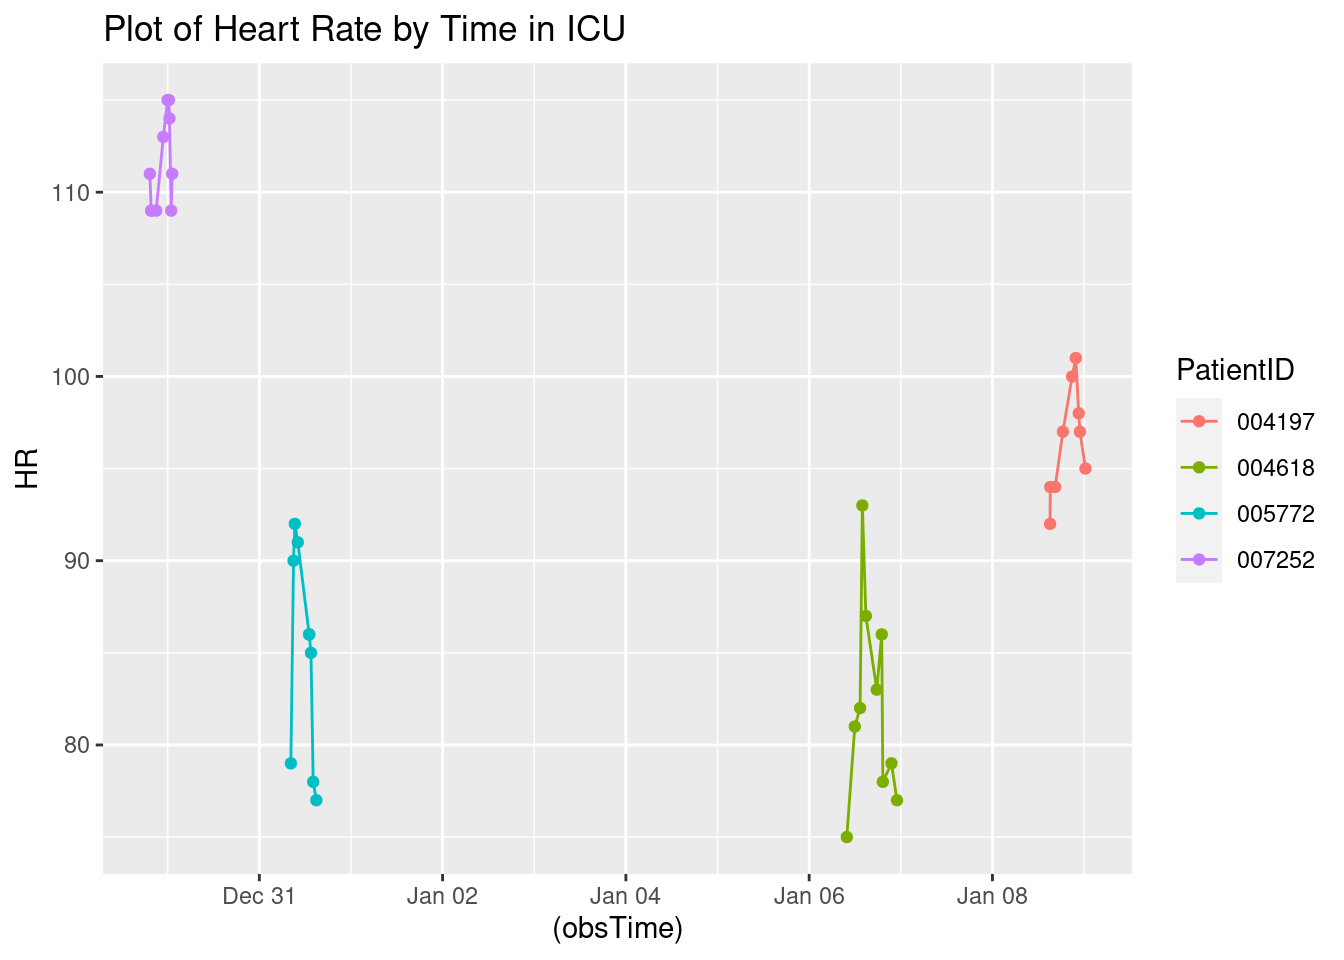 Plot of Heart Rate by Time in ICU
110
100
90
80
HR
Dec 31 Jan 02 Jan 04 Jan 06 Jan 08
(obsTime)
PatientID
004197
004618
005772
007252